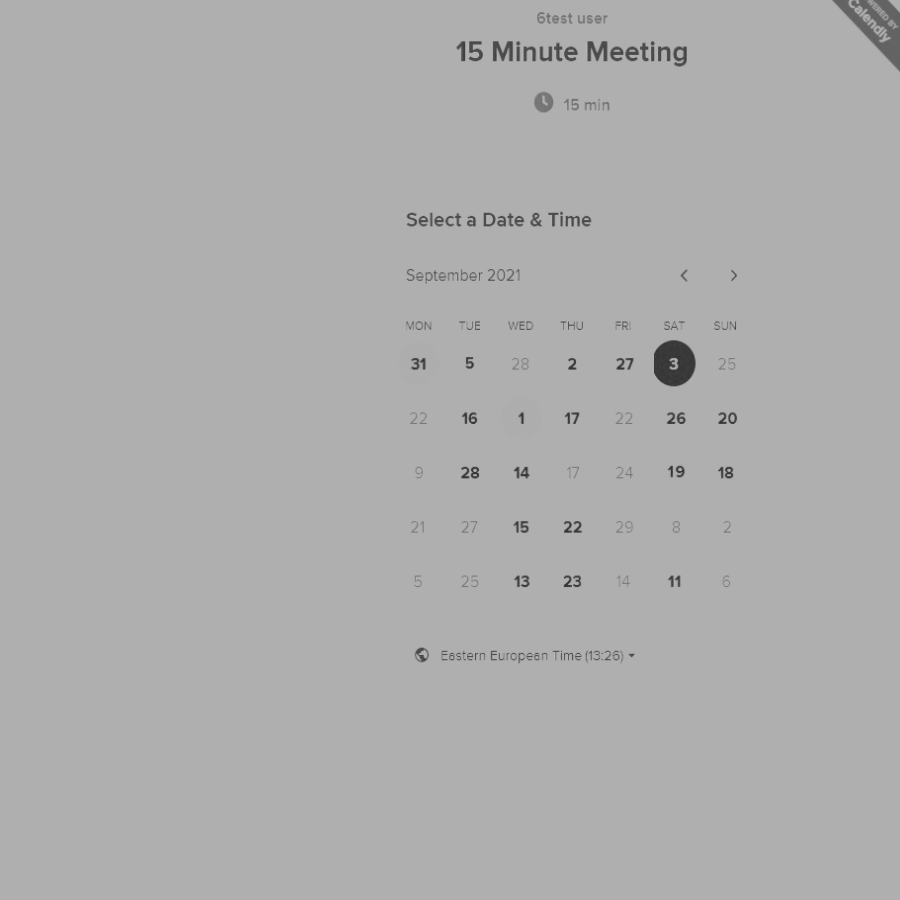 6test user
POWERED BY
Calendly
15 Minute Meeting
15 min
Select a Date & Time
September 2021
MON TUE WED THU FRI SAT SUN
31 5 28 2 27 3 25
22 16 1 17 22 26 20
9 28 14 17 24 19 18
21 27 15 22 29 8 2
5 25 13 23 14 11 6
Eastern European Time (13:26)